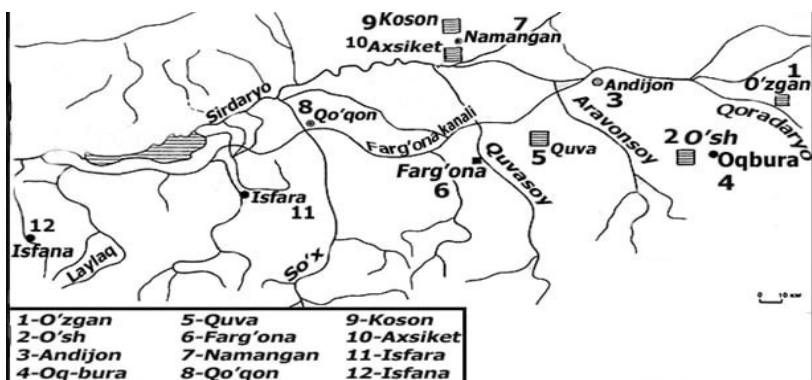 9 Koson
7
10 Axsiket
Namangan
1
O'zgan
Sirdaryo
8 Qo'qon
Andijon
3
Qoradaryo
Farg'ona kanali
Aravonsoy
2 O'sh
Oqbura
4
5 Quva
Farg'ona
6
Quvasoy
Isfara
11
12
Isfana
Laylaq
So'x
0 10 км
1-O'zgan 5-Quva 9-Koson
2-O'sh 6-Farg'ona 10-Axsiket
3-Andijon 7-Namangan 11-Isfara
4-Oq-bura 8-Qo'qon 12-Isfana